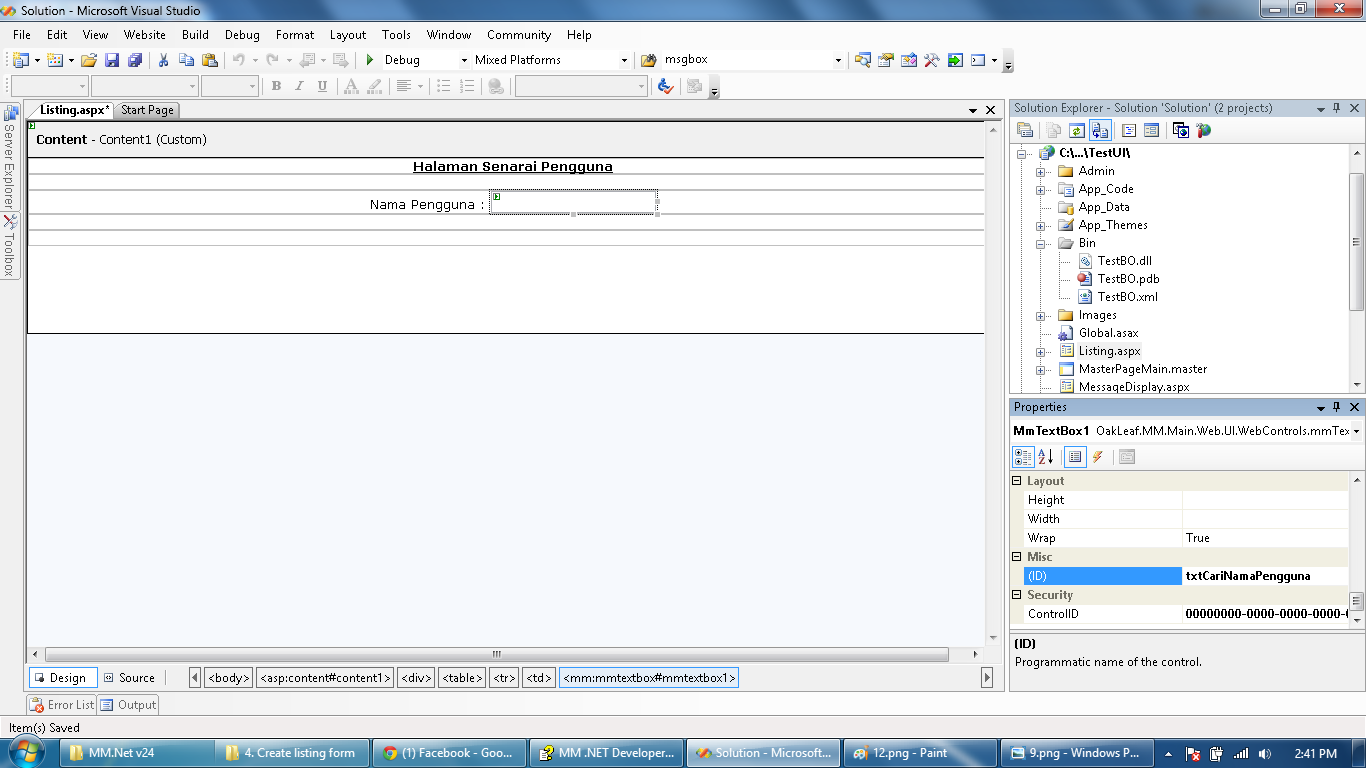 Solution - Microsoft Visual Studio
File Edit View Website Build Debug Format Layout Tools Window Community Help
Debug Mixed Platforms msgbox
B I U A
Listing.aspx* Start Page
Server Explorer
Toolbox
Content - Content1 (Custom)
Halaman Senarai Pengguna
Nama Pengguna :
Design Source <body> <asp:content#content1> <div> <table> <tr> <td> <mm:mmtextbox#mmtextbox1>
Error List Output
Item(s) Saved
Solution Explorer - Solution 'Solution' (2 projects)
C:\...\TestUI\
Admin
App_Code
App_Data
App_Themes
Bin
TestBO.dll
TestBO.pdb
TestBO.xml
Images
Global.asax
Listing.aspx
MasterPageMain.master
MessageDisplay.aspx
Properties
MmTextBox1 OakLeaf.MM.Main.Web.UI.WebControls.mmTex
Layout
Height
Width
Wrap True
Misc
(ID) txtCariNamaPengguna
Security
ControlID 00000000-0000-0000-0000-0
(ID)
Programmatic name of the control.
MM.Net v24 4. Create listing form (1) Facebook - Goo... MM .NET Developer... Solution - Microsoft... 12.png - Paint 9.png - Windows P... 2:41 PM